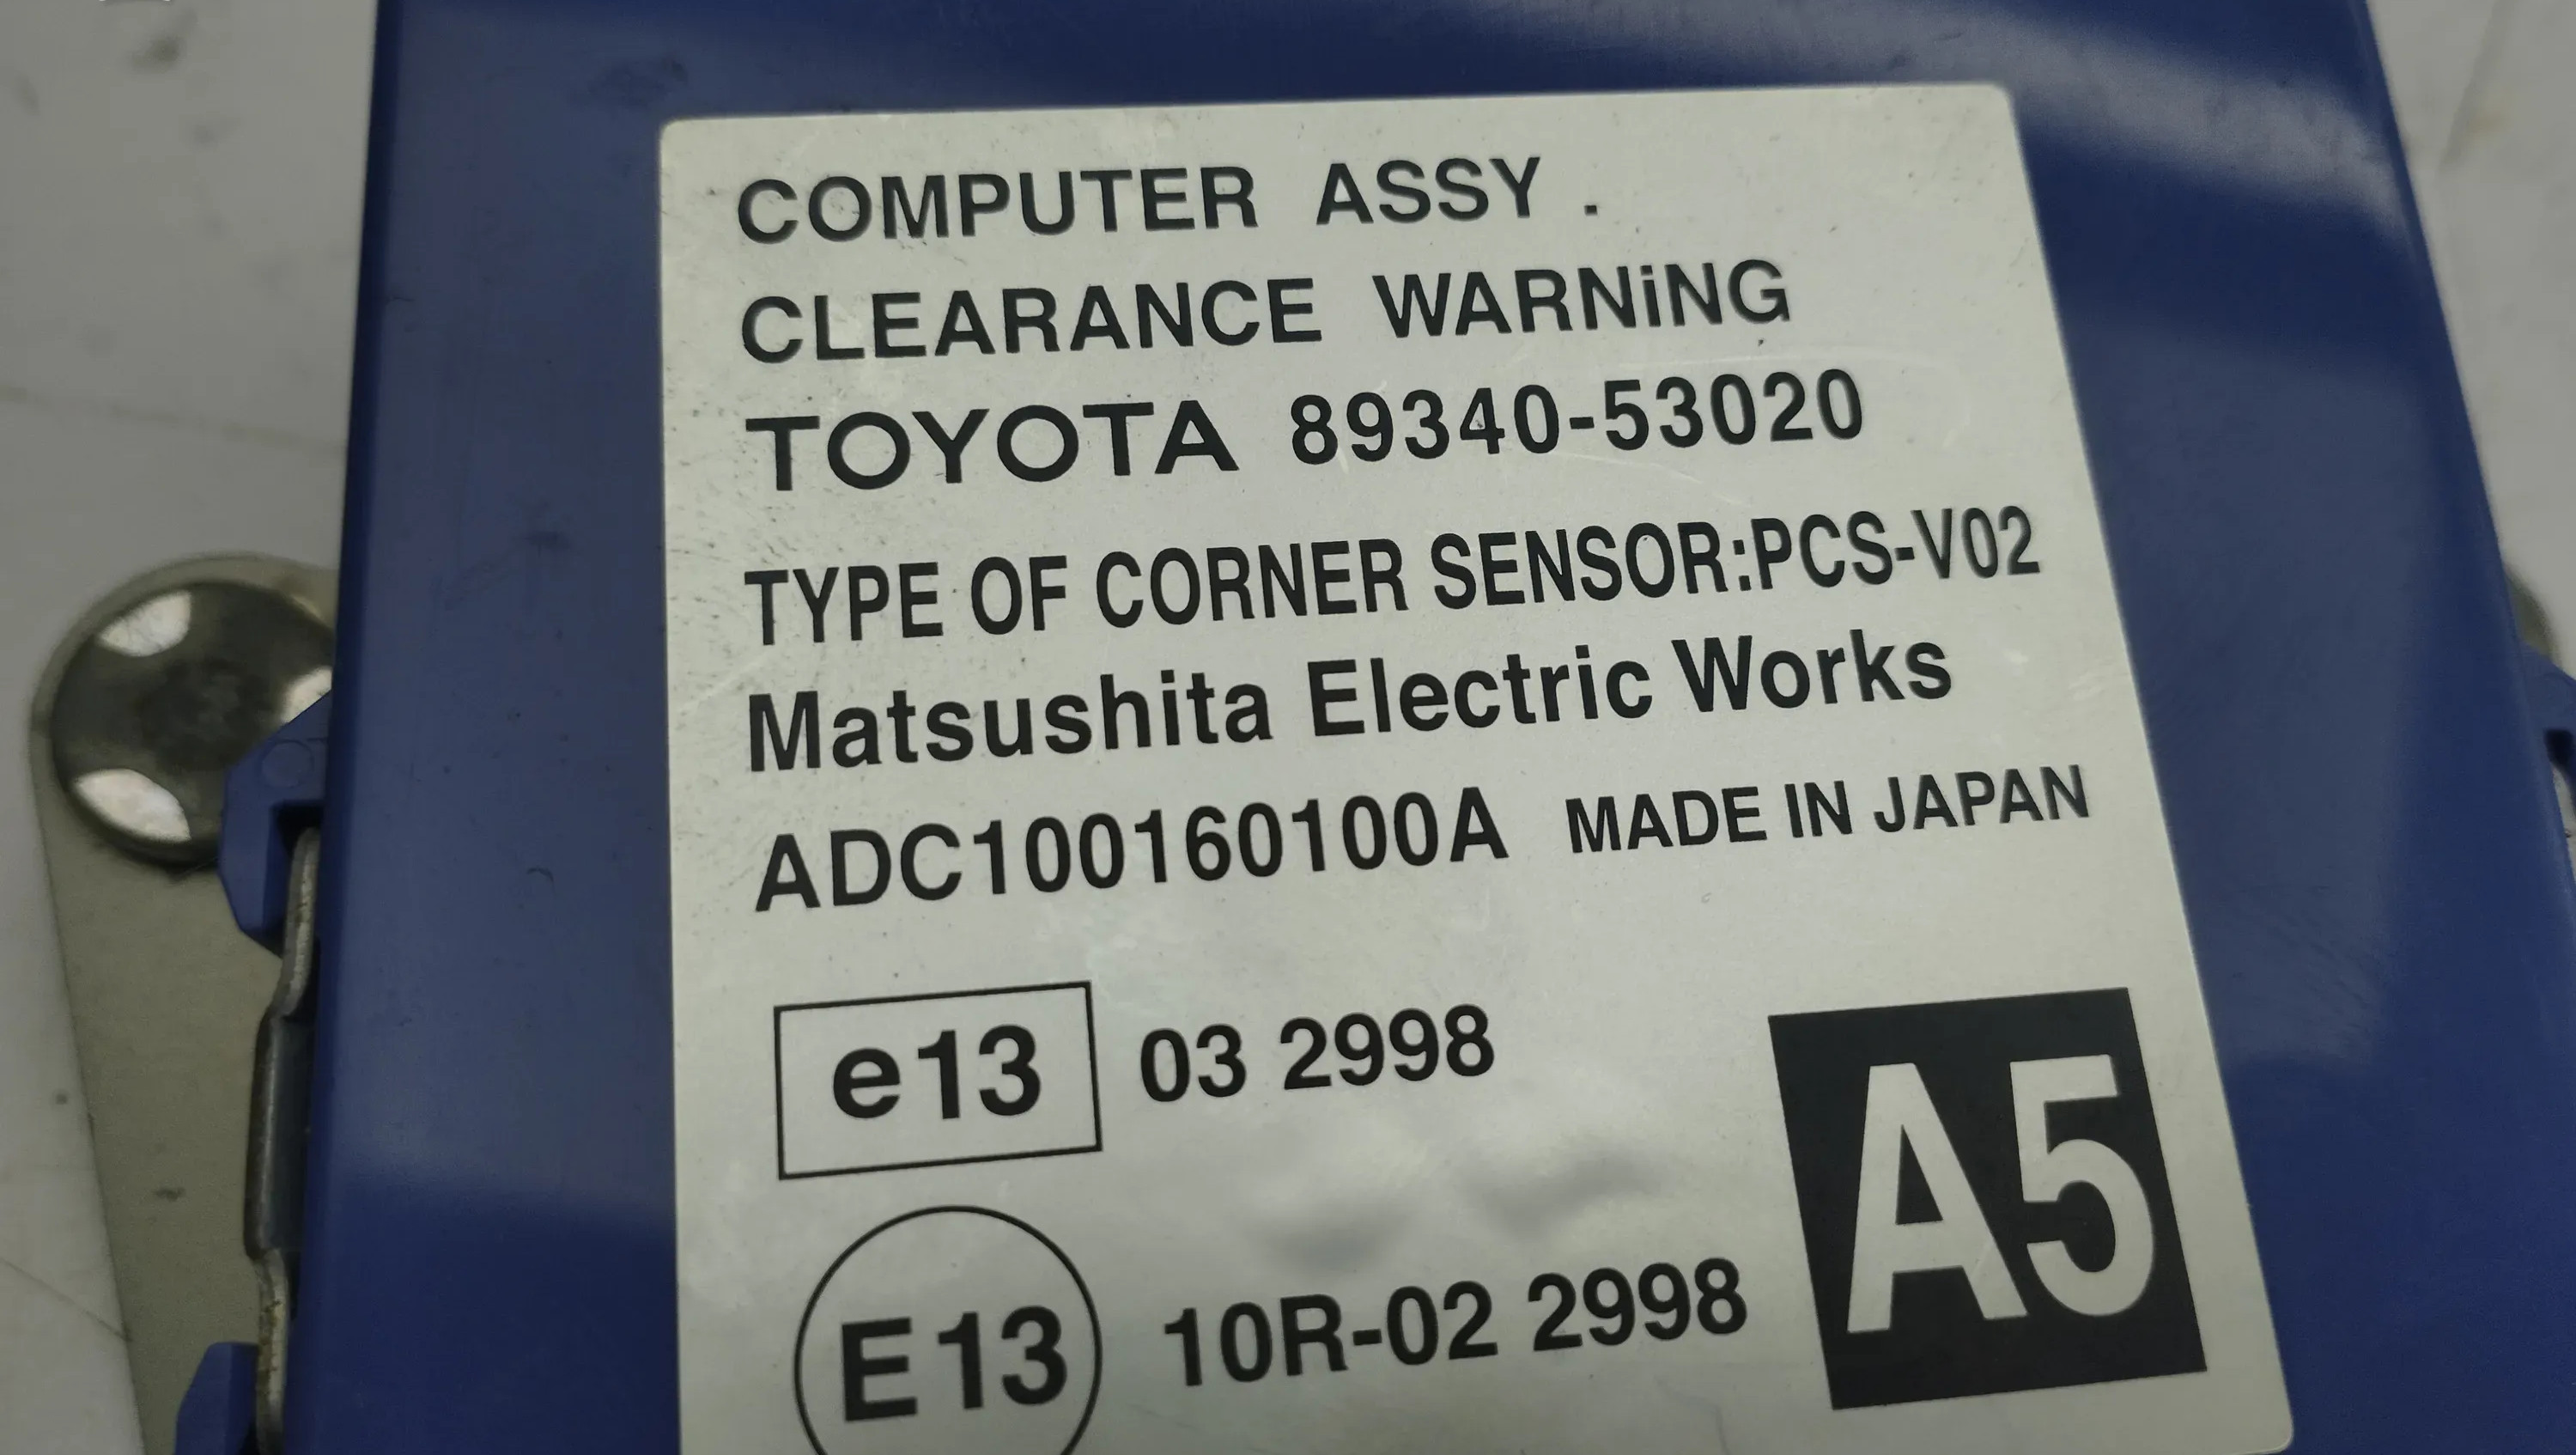 COMPUTER ASSY .
CLEARANCE WARNiNG
TOYOTA 89340-53020
TYPE OF CORNER SENSOR:PCS-V02
Matsushita Electric Works
ADC100160100A MADE IN JAPAN
e13 03 2998
A5
E13 10R-02 2998